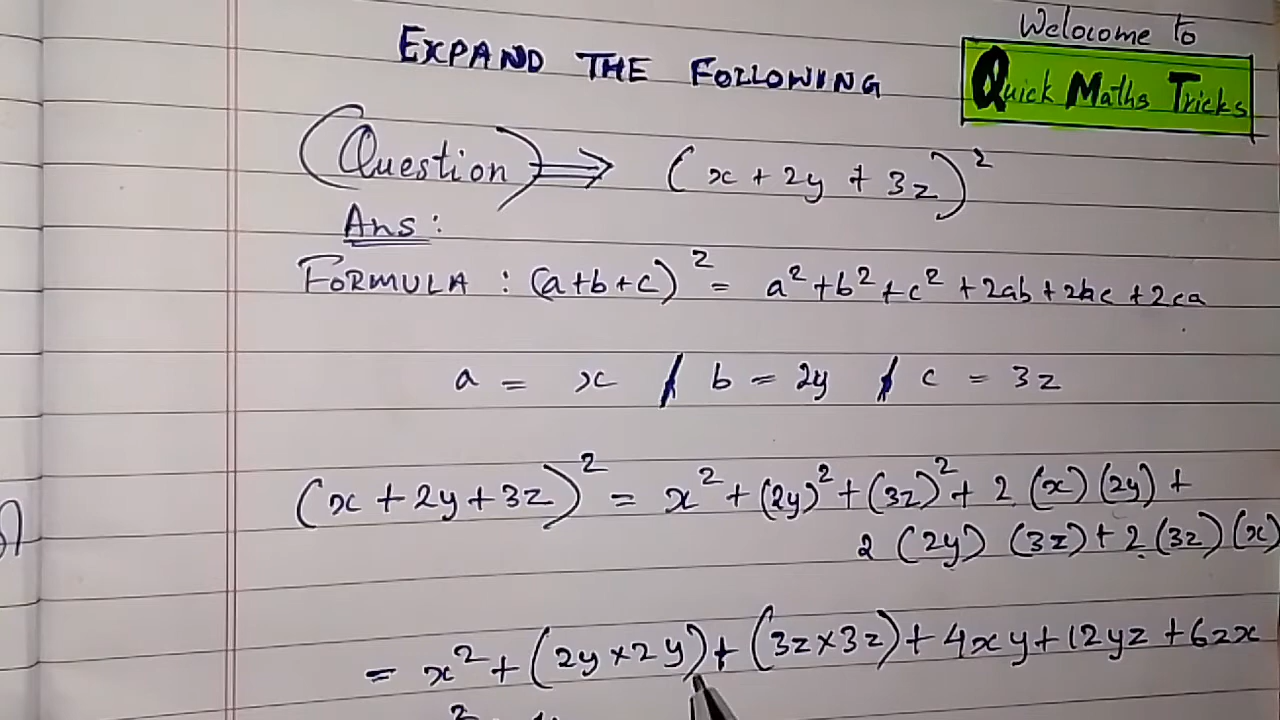 Welocome to
EXPAND THE FOLLOWING
Quick Maths Tricks
(Question) ⇒ (x + 2y + 3z)²
Ans :
FORMULA : (a+b+c)² = a² + b² + c² + 2ab + 2bc + 2ca
a = x / b = 2y / c = 3z
(x + 2y + 3z)² = x² + (2y)² + (3z)² + 2 (x) (2y) +
2 (2y) (3z) + 2 (3z) (x)
= x² + (2y × 2y) + (3z × 3z) + 4xy + 12yz + 6zx